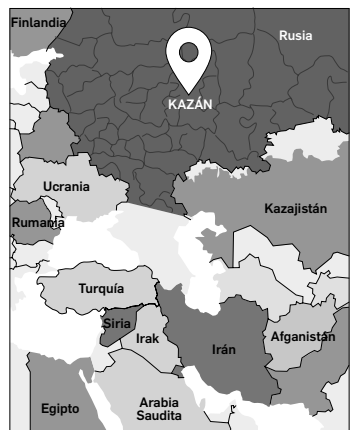 Finlandia
Rusia
KAZÁN
Ucrania
Kazajistán
Rumanía
Turquía
Siria
Irak
Irán
Afganistán
Egipto
Arabia
Saudita